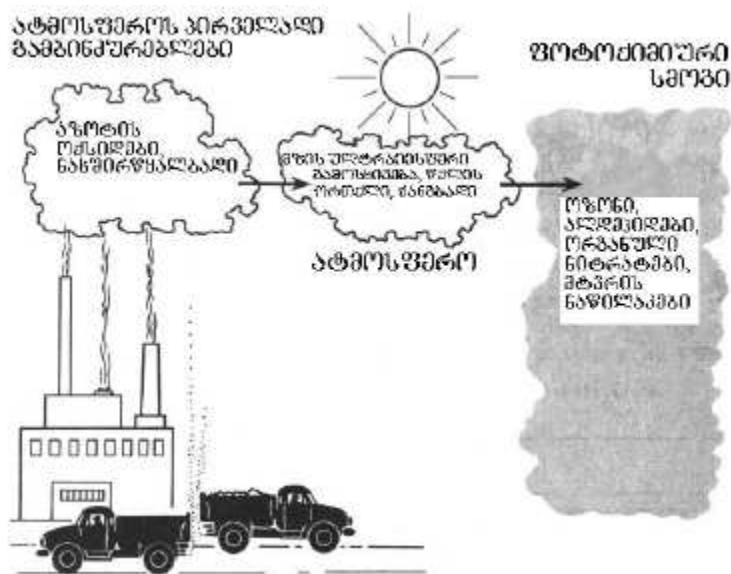 ატმოსფეროს პირველადი
გამბინძურებლები
აზოტის
ოქსიდები,
ნახშირწყალბადი
მზის ულტრაიისფერი
გამოსხივება, წყლის
ორთქლი, ჟანგბადი
ატმოსფერო
ფოტოქიმიური
სმოგი
ოზონი,
ალდეჰიდები,
ორგანული
ნიტრატები,
მტვრის
ნაწილაკები